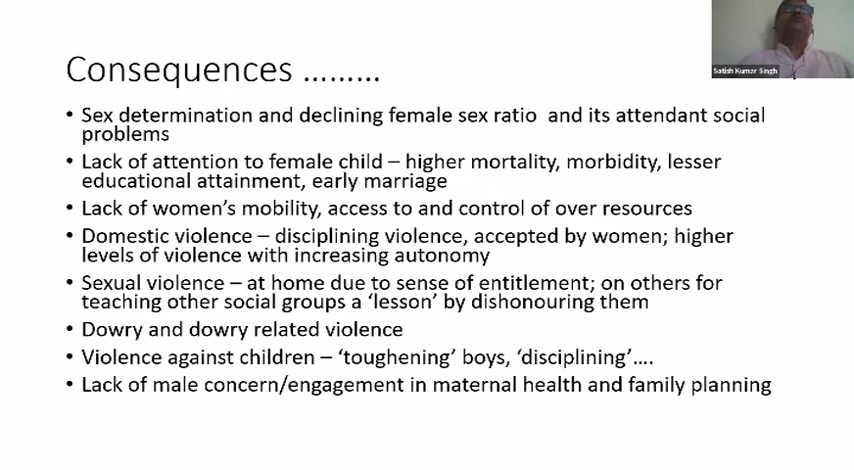 Consequences .........
• Sex determination and declining female sex ratio and its attendant social
problems
• Lack of attention to female child – higher mortality, morbidity, lesser
educational attainment, early marriage
• Lack of women's mobility, access to and control of over resources
• Domestic violence – disciplining violence, accepted by women; higher
levels of violence with increasing autonomy
• Sexual violence – at home due to sense of entitlement; on others for
teaching other social groups a 'lesson' by dishonouring them
• Dowry and dowry related violence
• Violence against children – 'toughening' boys, 'disciplining'....
• Lack of male concern/engagement in maternal health and family planning
Satish Kumar Singh